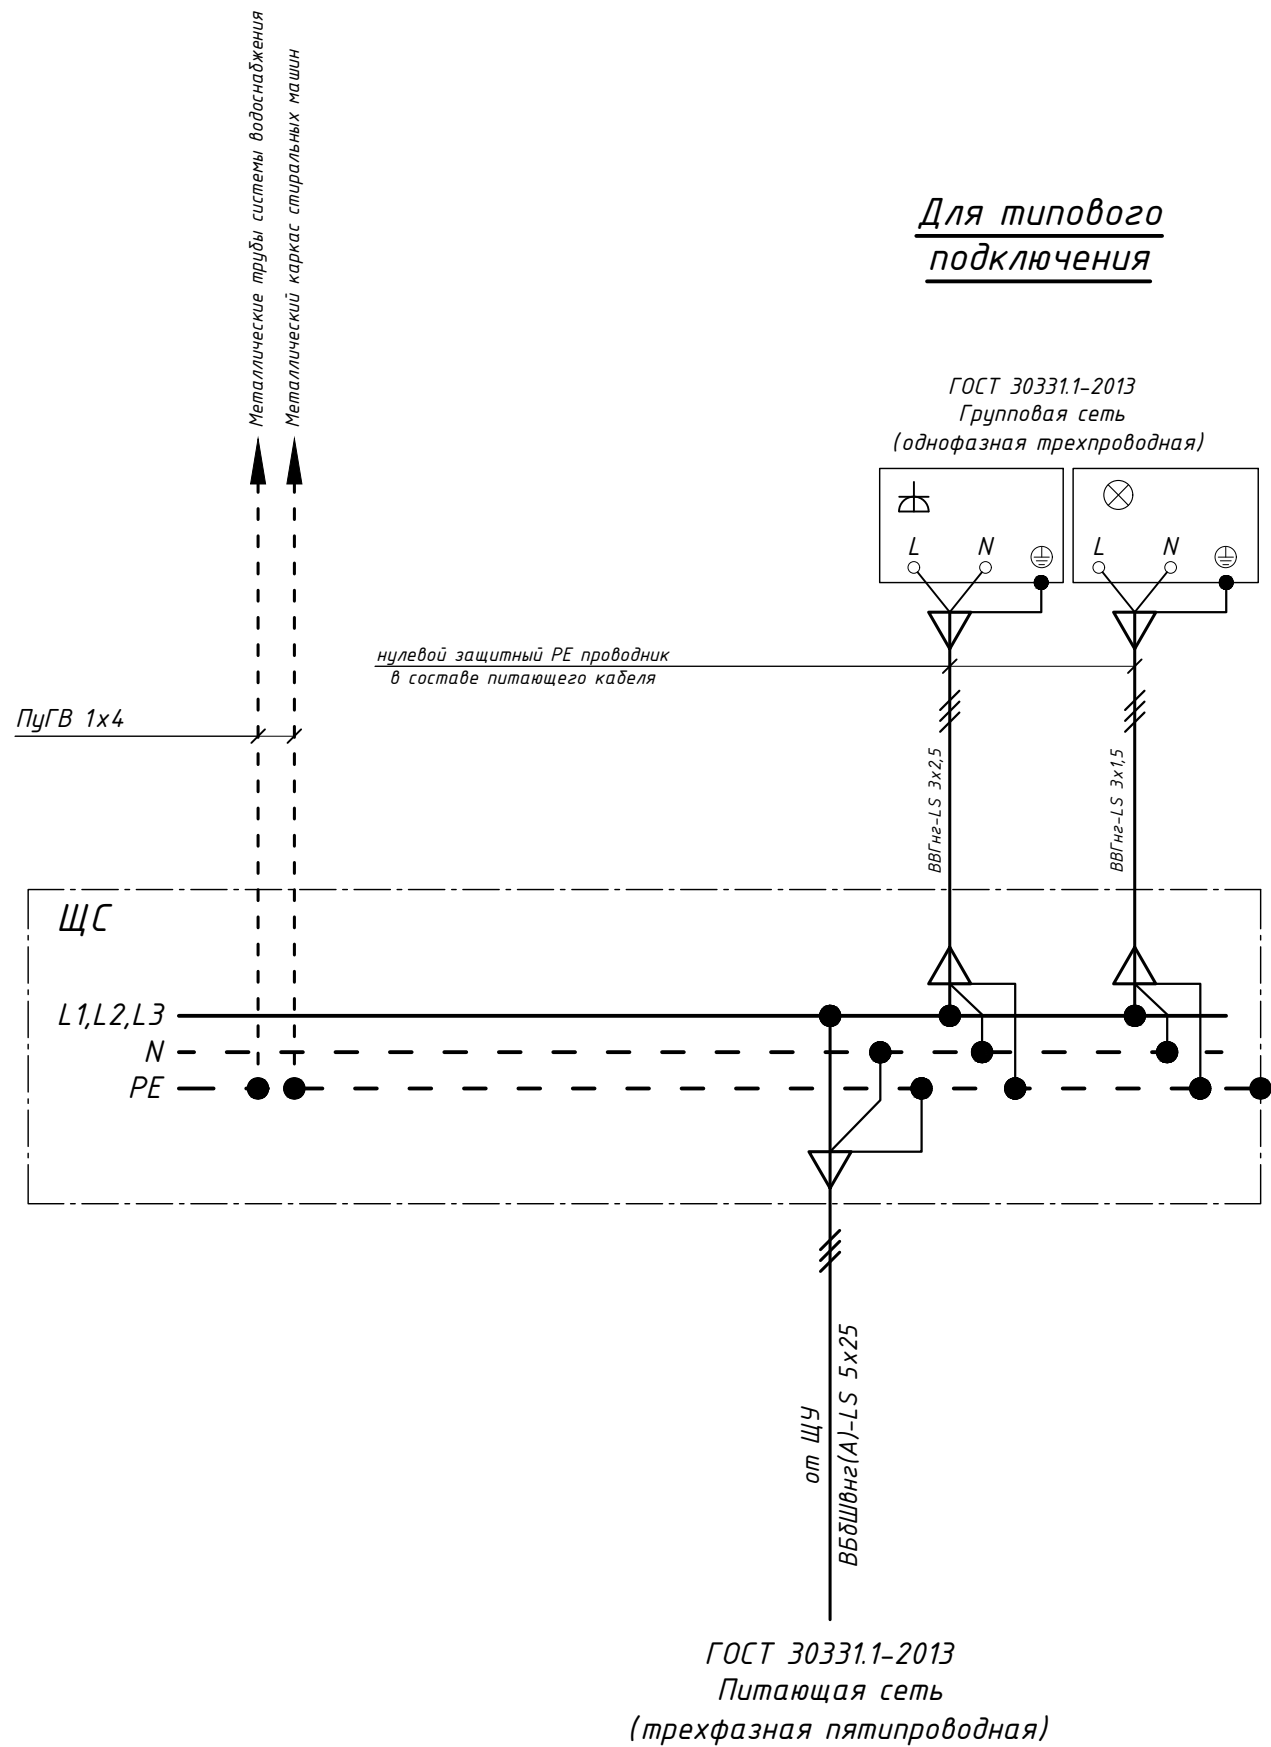 Металлические трубы системы водоснабжения
Металлический каркас стиральных машин
Для типового
подключения
ГОСТ 30331.1-2013
Групповая сеть
(однофазная трехпроводная)
L N
L N
нулевой защитный PE проводник
в составе питающего кабеля
ПуГВ 1х4
ВВГнг-LS 3х2,5
ВВГнг-LS 3х1,5
ЩС
L1,L2,L3
N
PE
от ЩУ
ВБбШвнг(А)-LS 5х25
ГОСТ 30331.1-2013
Питающая сеть
(трехфазная пятипроводная)